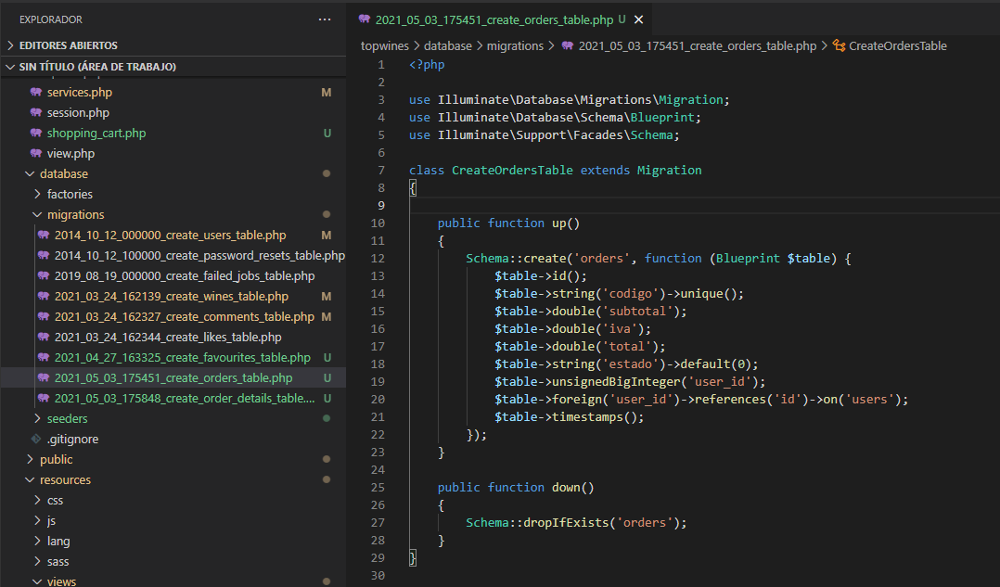 EXPLORADOR
EDITORES ABIERTOS
SIN TÍTULO (ÁREA DE TRABAJO)
services.php M
session.php
shopping_cart.php U
view.php
database
factories
migrations
2014_10_12_000000_create_users_table.php M
2014_10_12_100000_create_password_resets_table.php
2019_08_19_000000_create_failed_jobs_table.php
2021_03_24_162139_create_wines_table.php M
2021_03_24_162327_create_comments_table.php M
2021_03_24_162344_create_likes_table.php
2021_04_27_163325_create_favourites_table.php U
2021_05_03_175451_create_orders_table.php U
2021_05_03_175848_create_order_details_table.... U
seeders
.gitignore
public
resources
css
js
lang
sass
views
2021_05_03_175451_create_orders_table.php U
topwines > database > migrations > 2021_05_03_175451_create_orders_table.php > CreateOrdersTable
1 <?php
2
3 use Illuminate\Database\Migrations\Migration;
4 use Illuminate\Database\Schema\Blueprint;
5 use Illuminate\Support\Facades\Schema;
6
7 class CreateOrdersTable extends Migration
8 {
9
10 public function up()
11 {
12 Schema::create('orders', function (Blueprint $table) {
13 $table->id();
14 $table->string('codigo')->unique();
15 $table->double('subtotal');
16 $table->double('iva');
17 $table->double('total');
18 $table->string('estado')->default(0);
19 $table->unsignedBigInteger('user_id');
20 $table->foreign('user_id')->references('id')->on('users');
21 $table->timestamps();
22 });
23 }
24
25 public function down()
26 {
27 Schema::dropIfExists('orders');
28 }
29 }
30